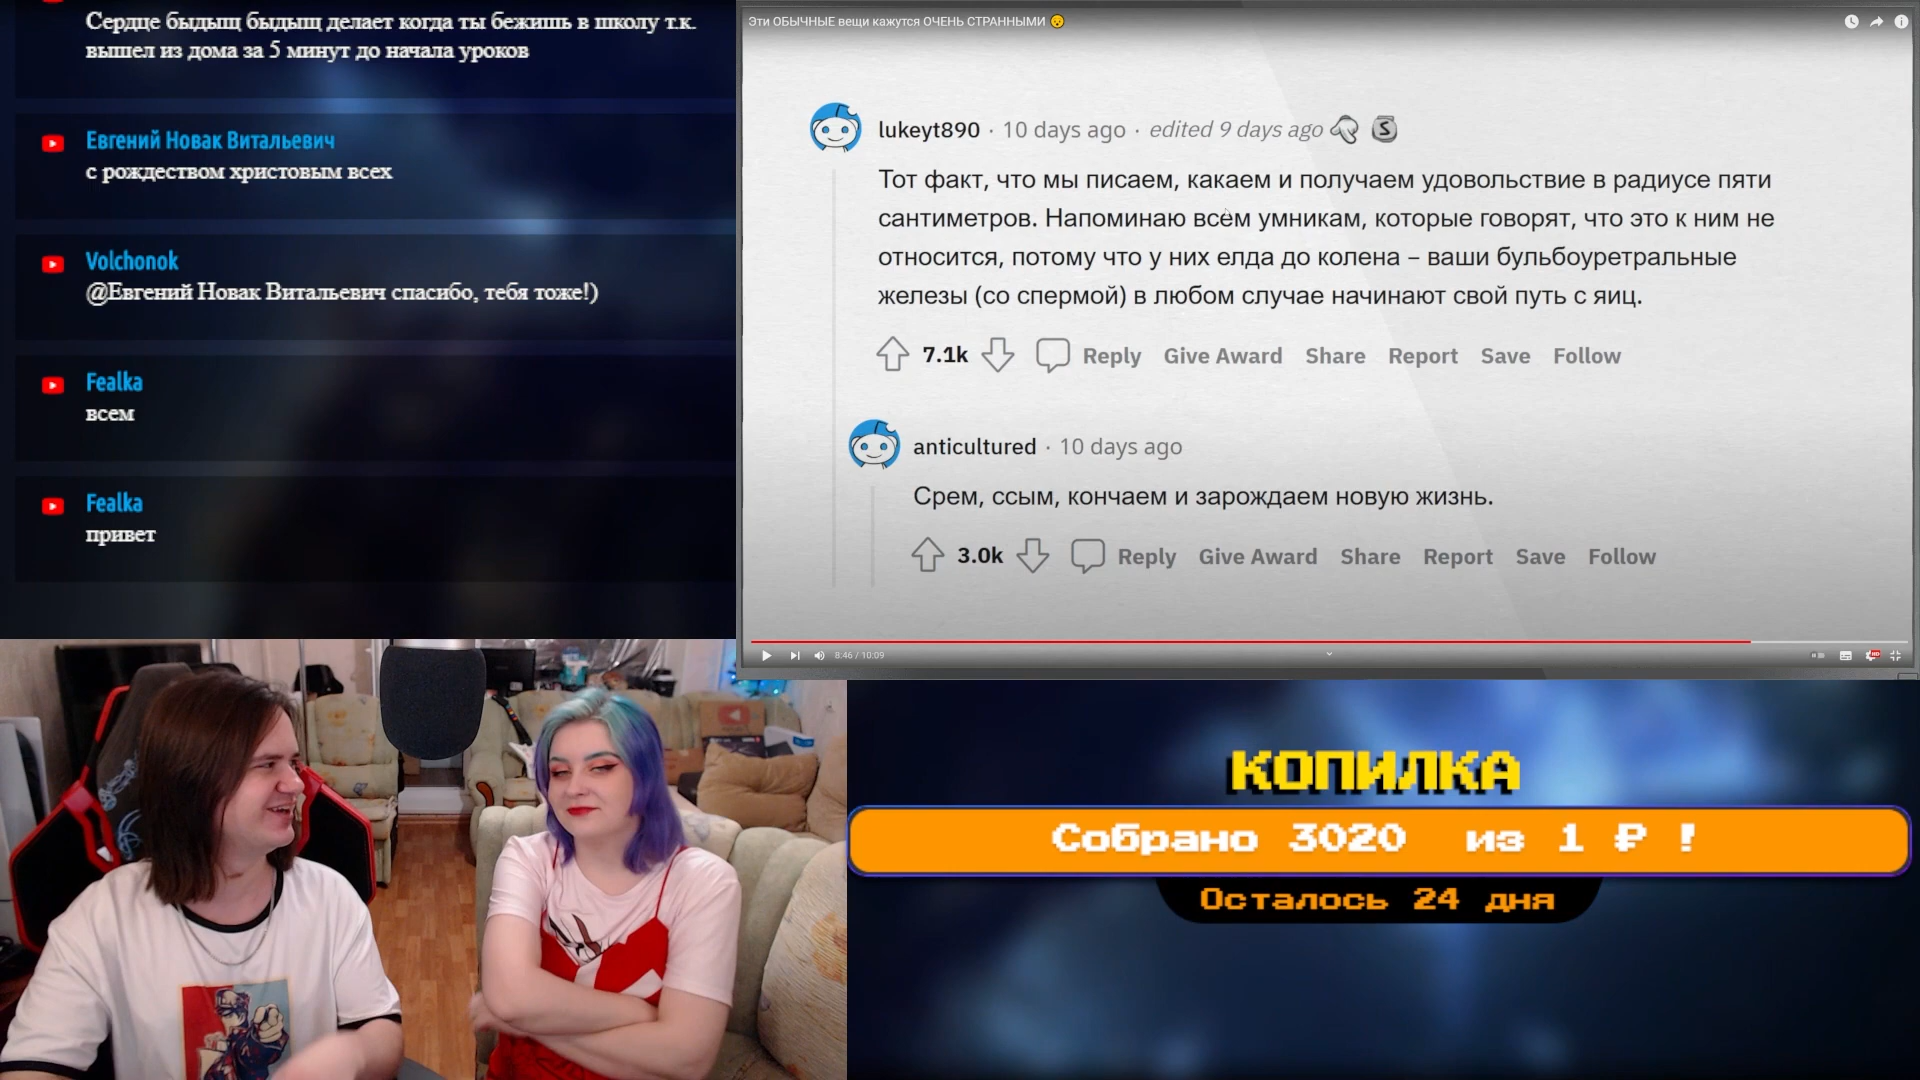 Сердце быдыщ быдыщ делает когда ты бежишь в школу т.к.
вышел из дома за 5 минут до начала уроков
Евгений Новак Витальевич
с рождеством христовым всех
Volchonok
@Евгений Новак Витальевич спасибо, тебя тоже!)
Fealka
всем
Fealka
привет
Эти ОБЫЧНЫЕ вещи кажутся ОЧЕНЬ СТРАННЫМИ 😮
lukeyt890 · 10 days ago · edited 9 days ago
Тот факт, что мы писаем, какаем и получаем удовольствие в радиусе пяти
сантиметров. Напоминаю всем умникам, которые говорят, что это к ним не
относится, потому что у них елда до колена – ваши бульбоуретральные
железы (со спермой) в любом случае начинают свой путь с яиц.
7.1k Reply Give Award Share Report Save Follow
anticultured · 10 days ago
Срем, ссым, кончаем и зарождаем новую жизнь.
3.0k Reply Give Award Share Report Save Follow
8:46 / 10:09
КОПИЛКА
Собрано 3020 из 1 ₽ !
Осталось 24 дня